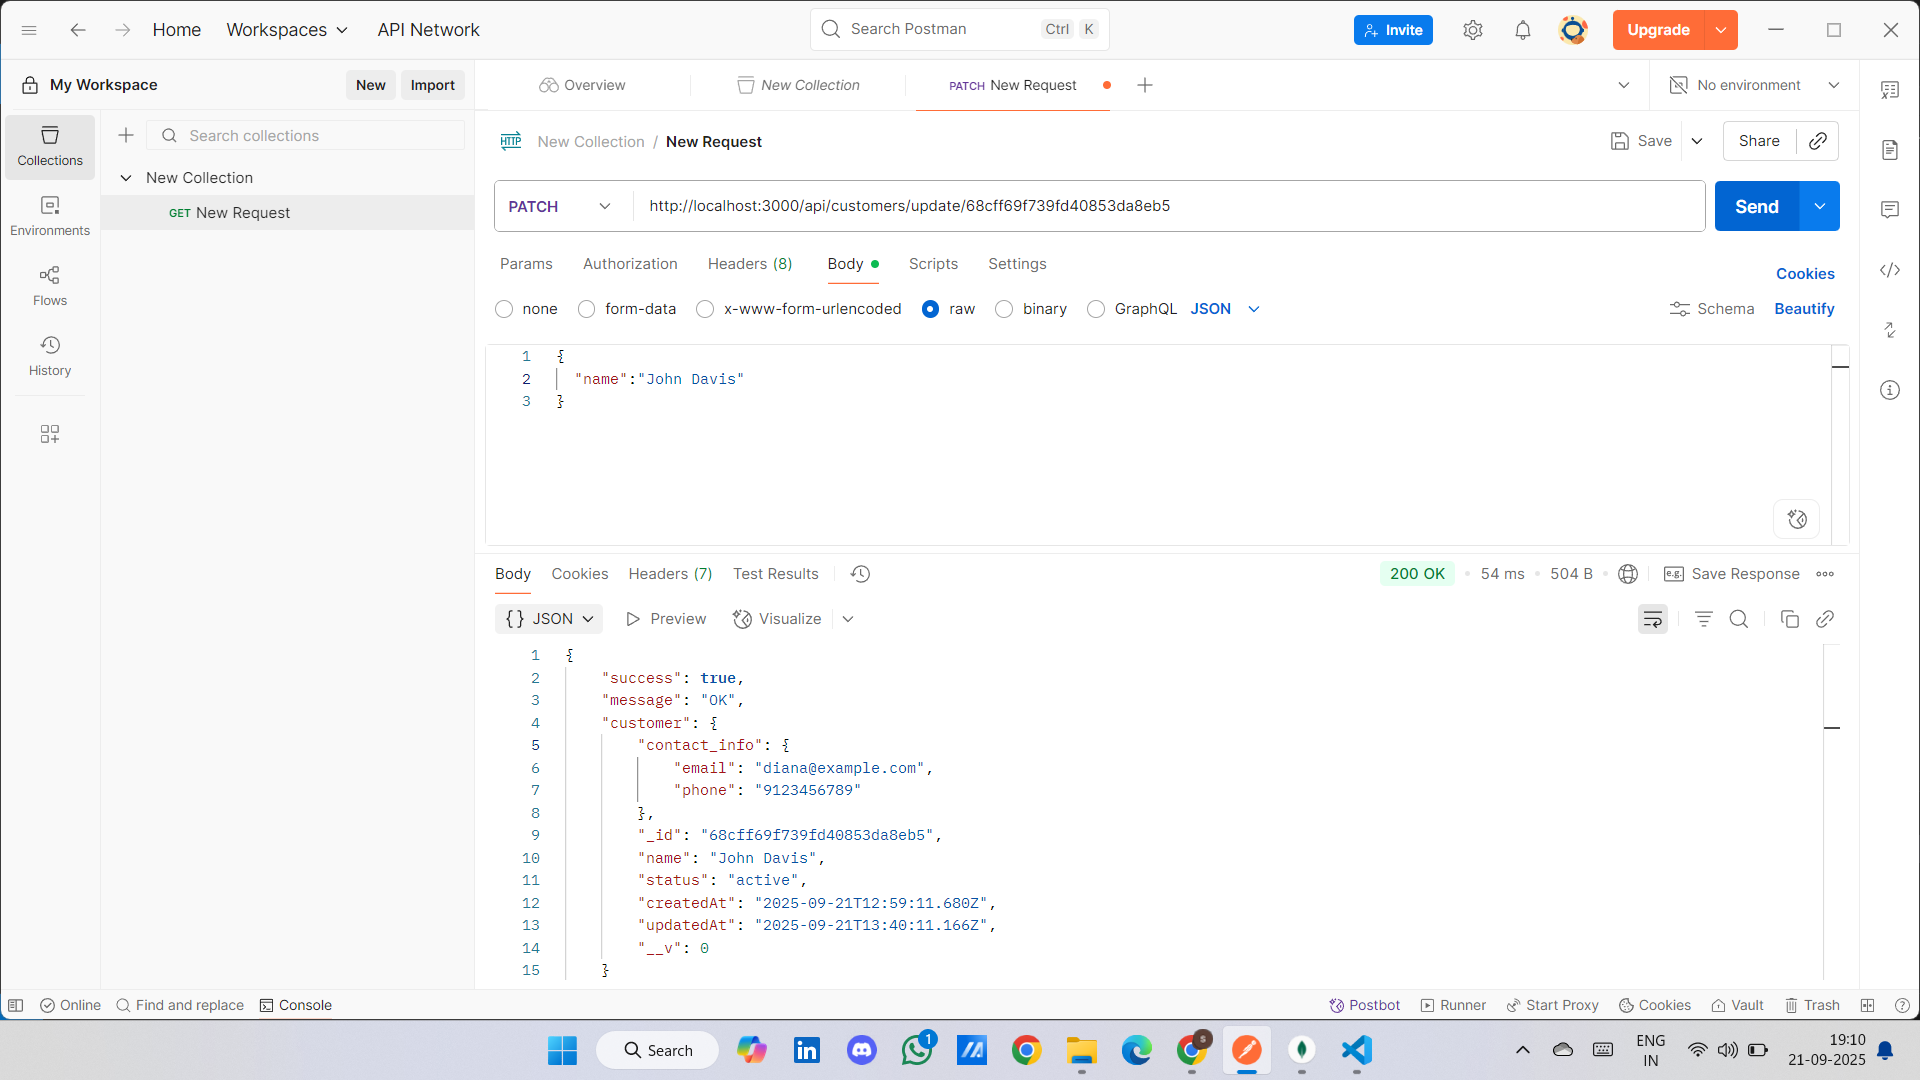 Home Workspaces API Network Search Postman Ctrl K Invite Upgrade
My Workspace New Import Overview New Collection PATCH New Request No environment
Collections
Environments
Flows
History
Search collections
New Collection
GET New Request
HTTP New Collection / New Request Save Share
PATCH http://localhost:3000/api/customers/update/68cff69f739fd40853da8eb5 Send
Params Authorization Headers (8) Body Scripts Settings Cookies
none form-data x-www-form-urlencoded raw binary GraphQL JSON Schema Beautify
1 {
2 "name":"John Davis"
3 }
Body Cookies Headers (7) Test Results 200 OK • 54 ms • 504 B • e.g. Save Response
{} JSON Preview Visualize
1 {
2 "success": true,
3 "message": "OK",
4 "customer": {
5 "contact_info": {
6 "email": "diana@example.com",
7 "phone": "9123456789"
8 },
9 "_id": "68cff69f739fd40853da8eb5",
10 "name": "John Davis",
11 "status": "active",
12 "createdAt": "2025-09-21T12:59:11.680Z",
13 "updatedAt": "2025-09-21T13:40:11.166Z",
14 "__v": 0
15 }
Online Find and replace Console Postbot Runner Start Proxy Cookies Vault Trash
Search 1 S ENG 19:10
IN 21-09-2025